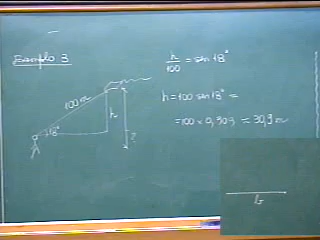 Exemplo 3
100 m
18°
h
?
h/100 = sen 18°
h = 100 sen 18° =
= 100 x 0,309 = 30,9 m